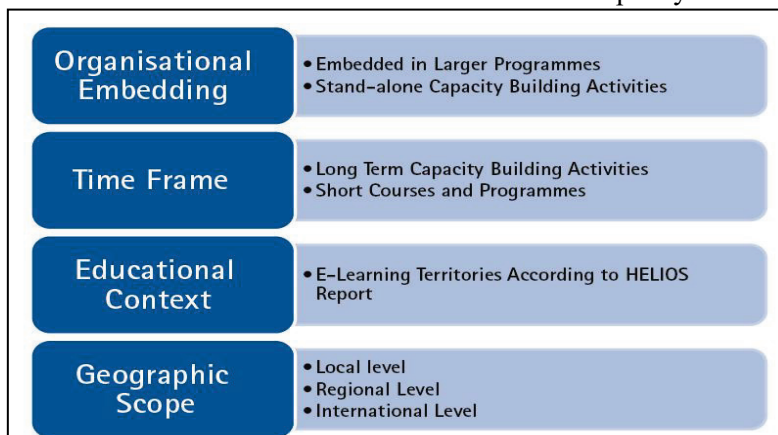 Organisational
Embedding
• Embedded in Larger Programmes
• Stand-alone Capacity Building Activities
Time Frame
• Long Term Capacity Building Activities
• Short Courses and Programmes
Educational
Context
• E-Learning Territories According to HELIOS
Report
Geographic
Scope
• Local level
• Regional Level
• International Level